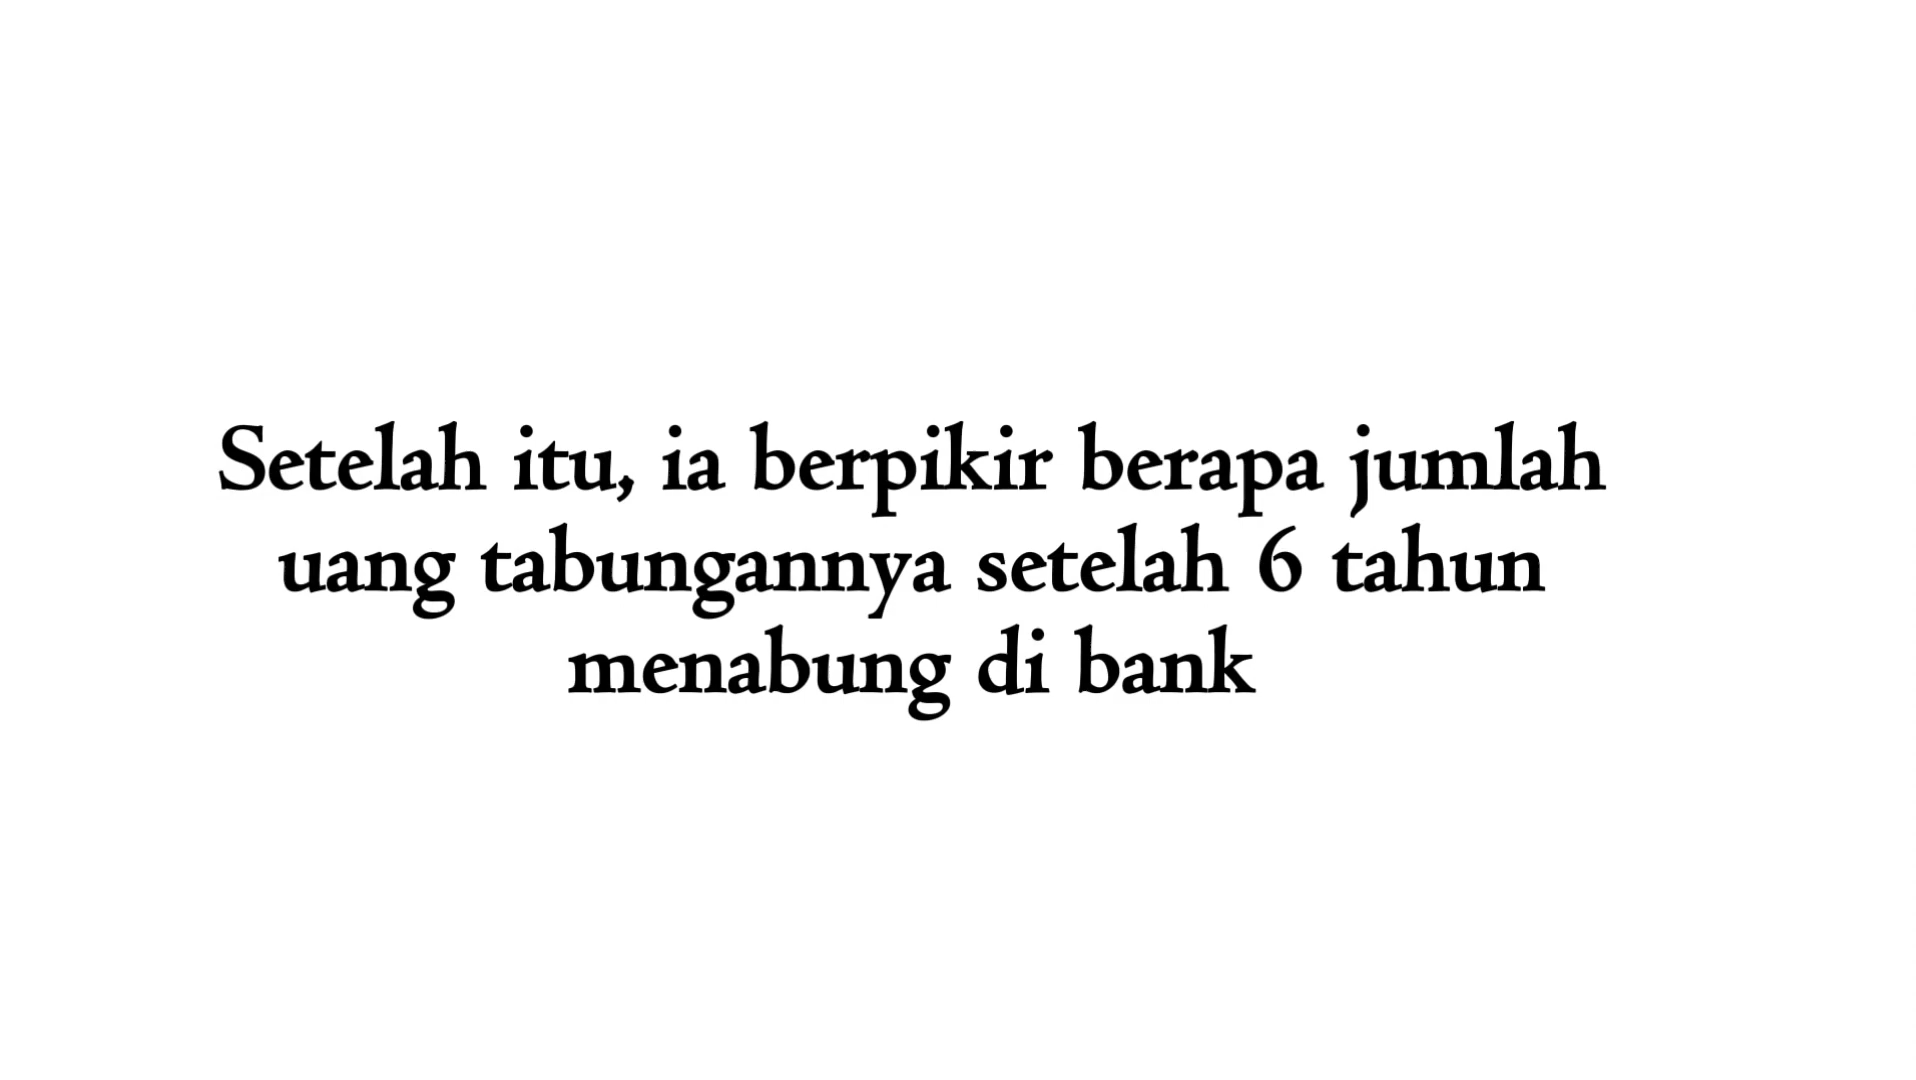 Setelah itu, ia berpikir berapa jumlah
uang tabungannya setelah 6 tahun
menabung di bank